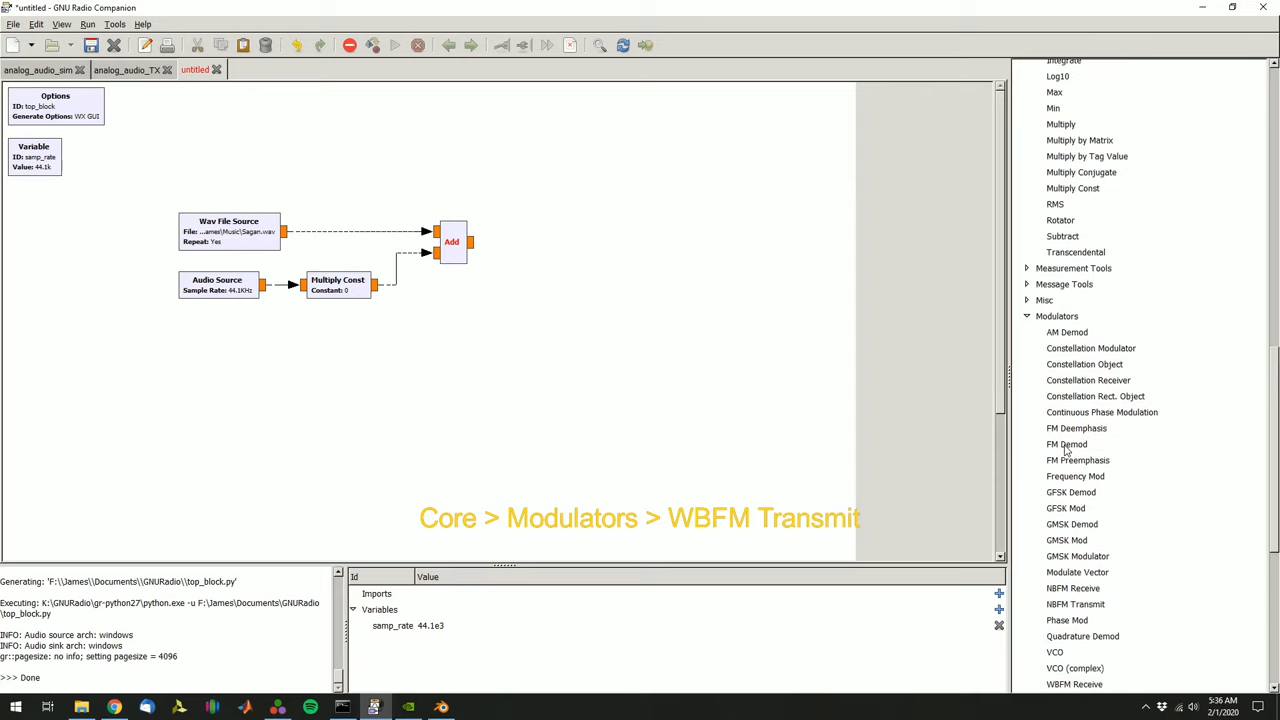 *untitled - GNU Radio Companion
File Edit View Run Tools Help
analog_audio_sim analog_audio_TX untitled
Options
ID: top_block
Generate Options: WX GUI
Variable
ID: samp_rate
Value: 44.1k
Wav File Source
File: ...ames\Music\Sagan.wav
Repeat: Yes
Add
Audio Source
Sample Rate: 44.1KHz
Multiply Const
Constant: 0
Core > Modulators > WBFM Transmit
Integrate
Log10
Max
Min
Multiply
Multiply by Matrix
Multiply by Tag Value
Multiply Conjugate
Multiply Const
RMS
Rotator
Subtract
Transcendental
Measurement Tools
Message Tools
Misc
Modulators
AM Demod
Constellation Modulator
Constellation Object
Constellation Receiver
Constellation Rect. Object
Continuous Phase Modulation
FM Deemphasis
FM Demod
FM Preemphasis
Frequency Mod
GFSK Demod
GFSK Mod
GMSK Demod
GMSK Mod
GMSK Modulator
Modulate Vector
NBFM Receive
NBFM Transmit
Phase Mod
Quadrature Demod
VCO
VCO (complex)
WBFM Receive
Generating: 'F:\\James\\Documents\\GNURadio\\top_block.py'
Executing: K:\GNURadio\gr-python27\python.exe -u F:\James\Documents\GNURadio
\top_block.py
INFO: Audio source arch: windows
INFO: Audio sink arch: windows
gr::pagesize: no info; setting pagesize = 4096
>>> Done
Id Value
Imports
Variables
samp_rate 44.1e3
5:36 AM
2/1/2020